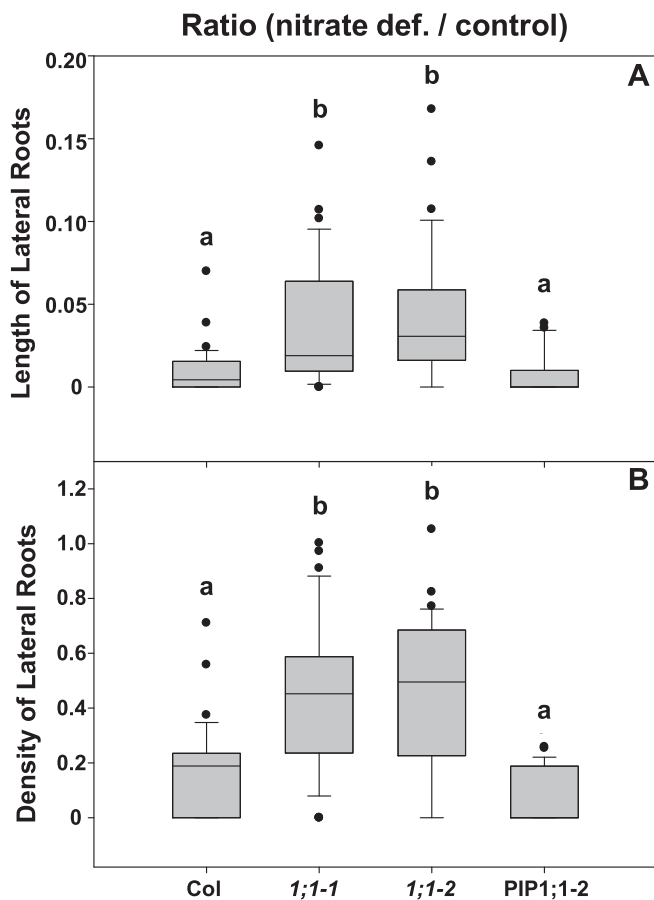 Ratio (nitrate def. / control)
A
Length of Lateral Roots
0.20
0.15
0.10
0.05
0
a
b
b
a
B
Density of Lateral Roots
1.2
1.0
0.8
0.6
0.4
0.2
0
a
b
b
a
Col
1;1-1
1;1-2
PIP1;1-2